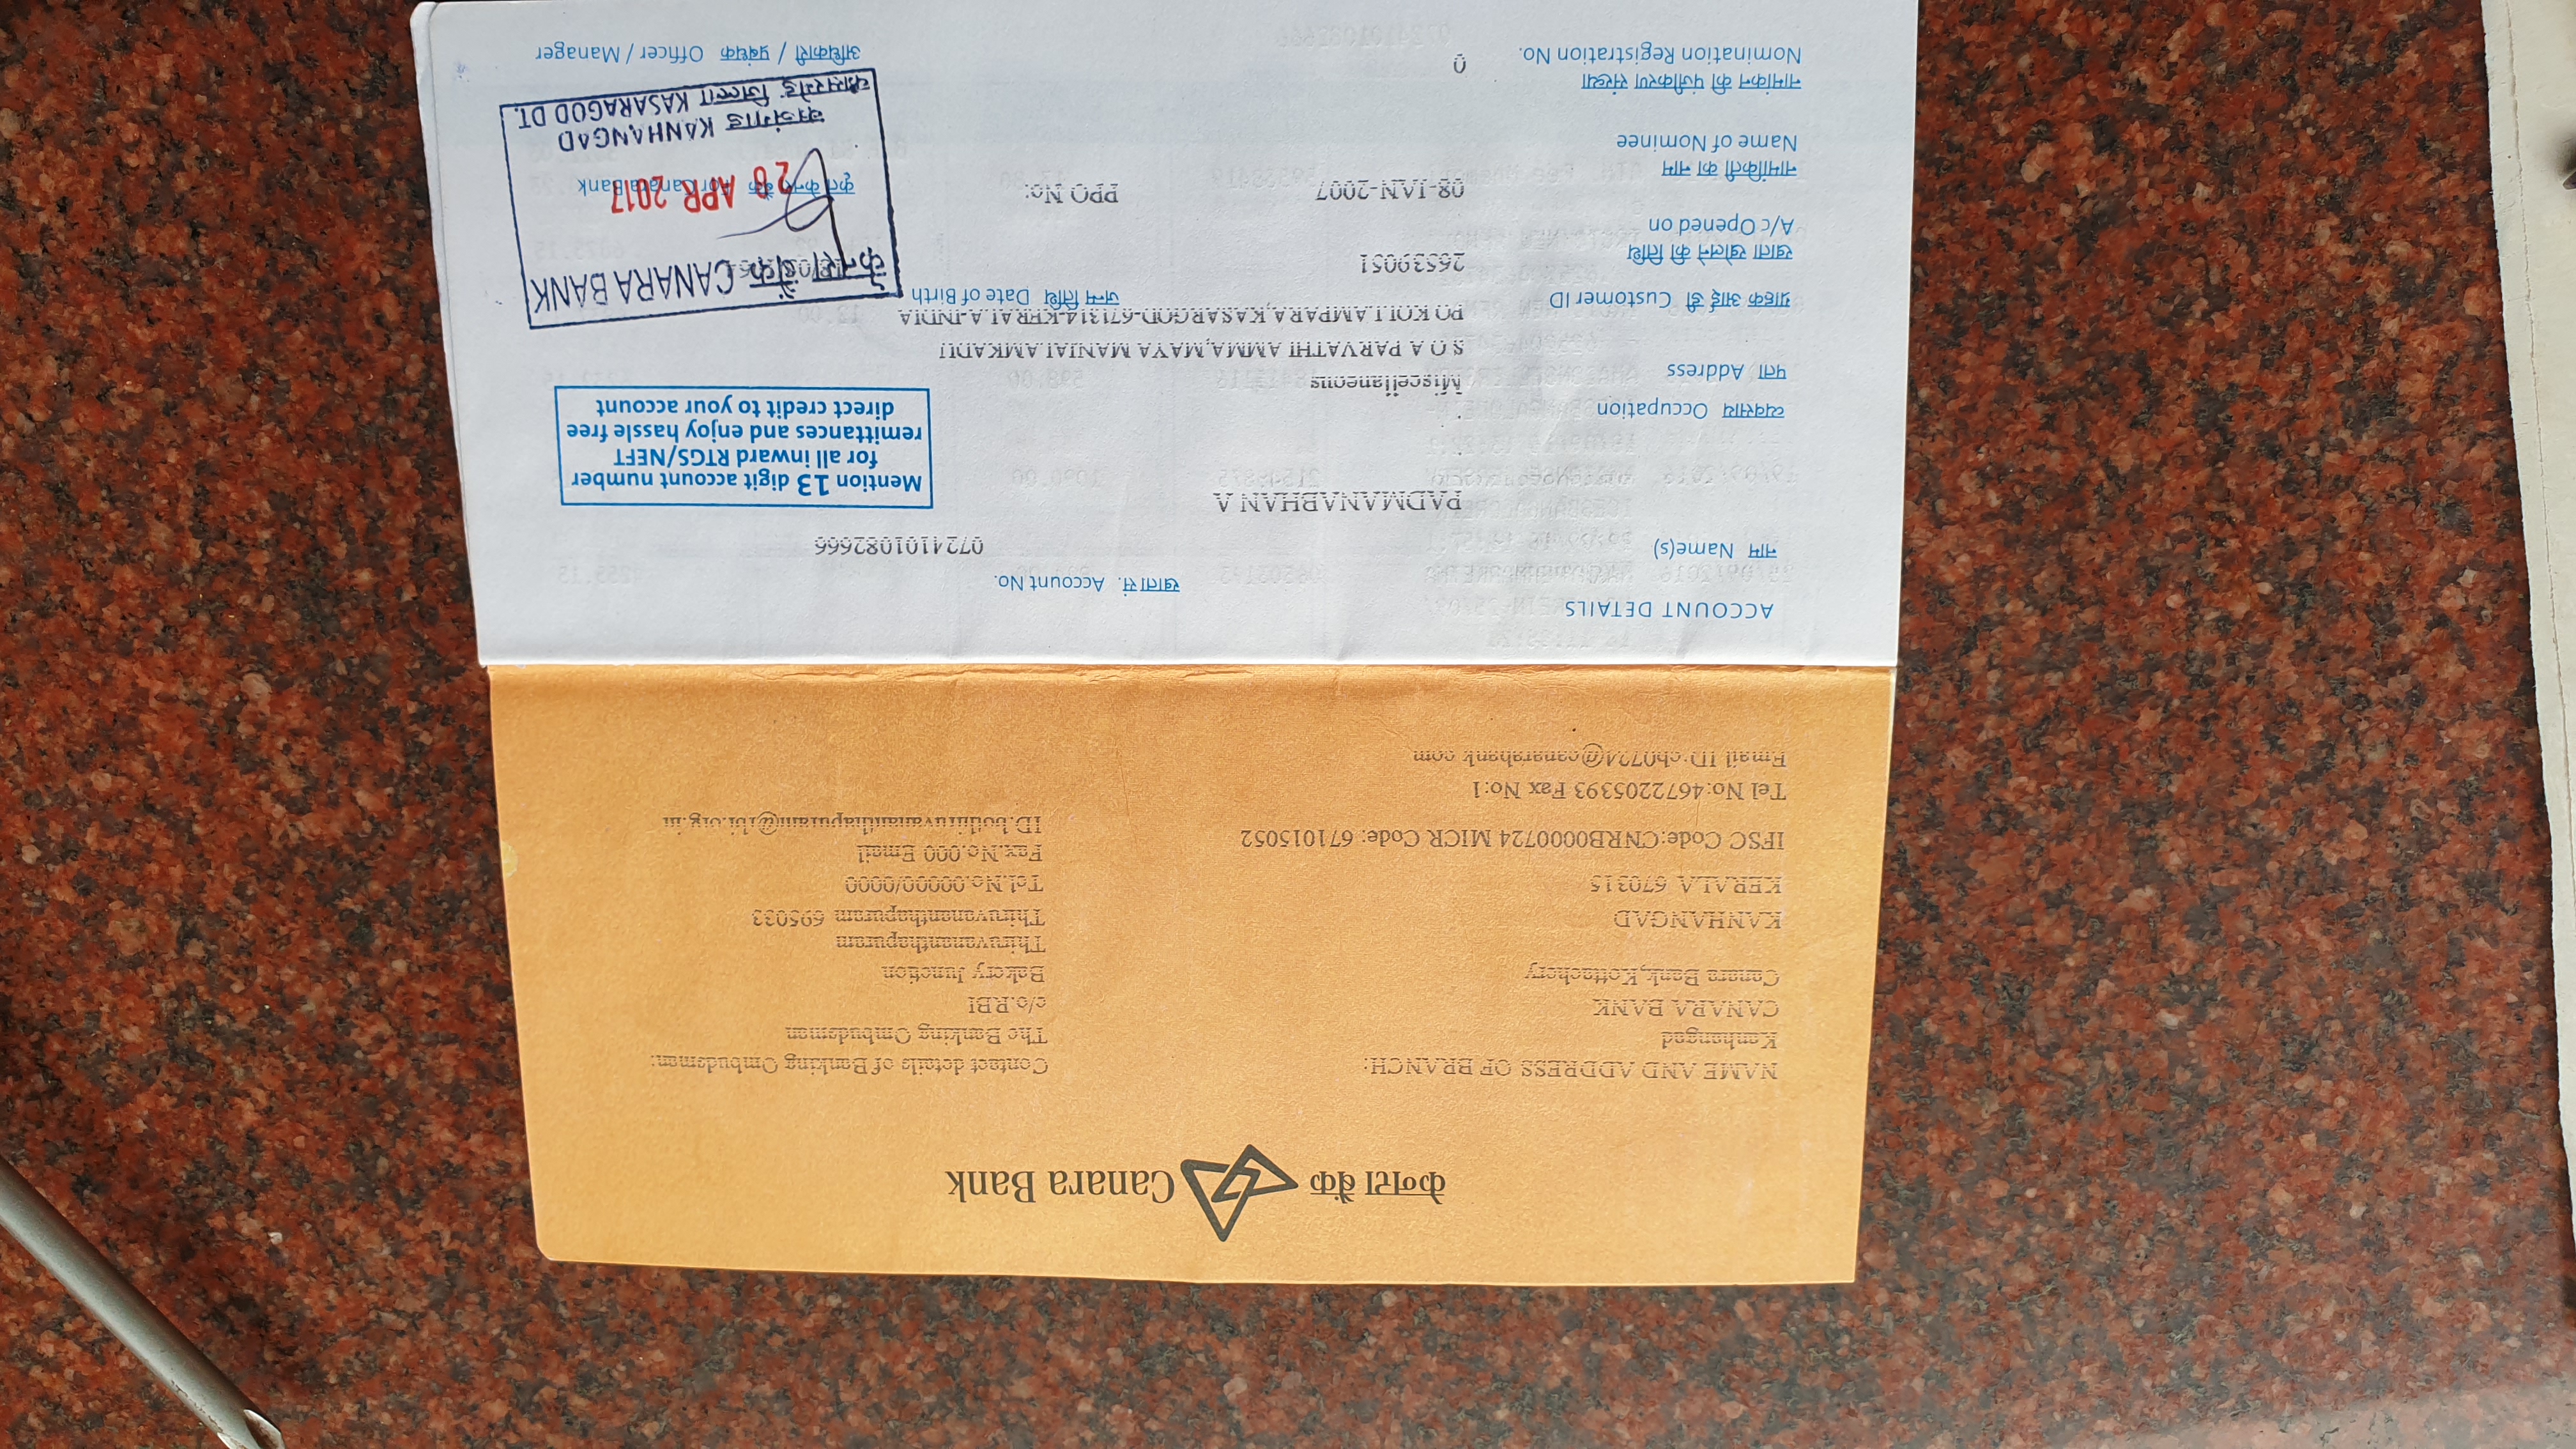 केनरा बैंक Canara Bank
NAME AND ADDRESS OF BRANCH:
Kanhangad
CANARA BANK
Canara Bank,Kottachery
KANHANGAD
KERALA 670315
IFSC Code:CNRB0000724 MICR Code: 671015052
Tel No:4672205393 Fax No:1
Email ID:cb0724@canarabank.com
Contact details of Banking Ombudsman:
The Banking Ombudsman
c/o.RBI
Bakery Junction
Thiruvananthapuram
Thiruvananthapuram 695033
Tel.No.00000/0000
Fax.No.000 Email
ID.bothiruvananthapuram@rbi.org.in
ACCOUNT DETAILS
खाता सं. Account No.
नाम Name(s)
0724101082666
PADMANABHAN A
Mention 13 digit account number
for all inward RTGS/NEFT
remittances and enjoy hassle free
direct credit to your account
व्यवसाय Occupation
Miscellaneous
पता Address
S O A PARVATHI AMMA,MAYA MANIALAMKADU
PO KOLLAMPARA,KASARGOD-671314-KERALA-INDIA
ग्राहक आई डी Customer ID
26539051
जन्म तिथि Date of Birth
खाता खोलने की तिथि
A/c Opened on
08-JAN-2007
PPO No:
नामांकिती का नाम
Name of Nominee
नामांकन की पंजीकरण संख्या
Nomination Registration No.
0
केनरा बैंक CANARA BANK
कृते केनरा बैंक For Canara Bank
20 APR 2017
काञंगाड KANHANGAD
कासरगोड जिल्ला KASARAGOD DT.
अधिकारी / प्रबंधक Officer / Manager